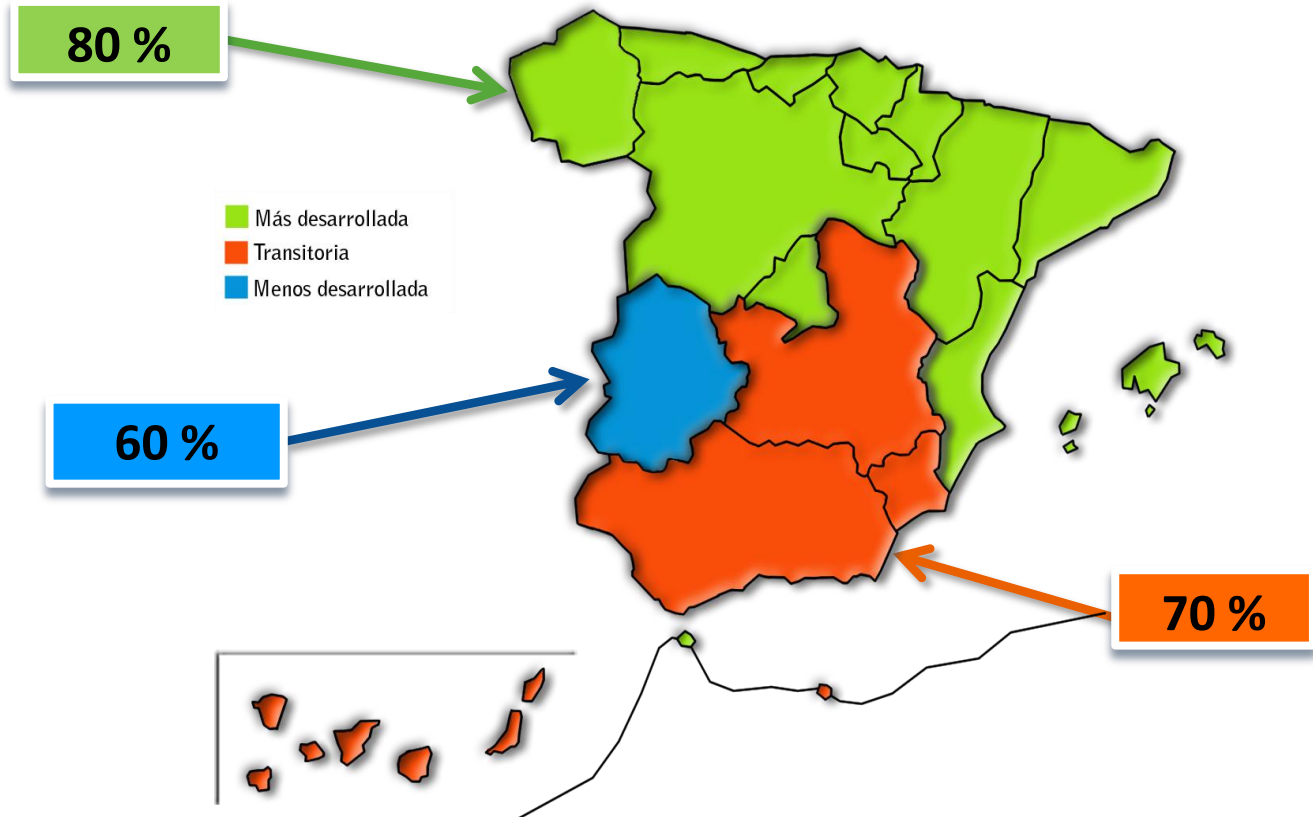 80 %
Más desarrollada
Transitoria
Menos desarrollada
60 %
70 %